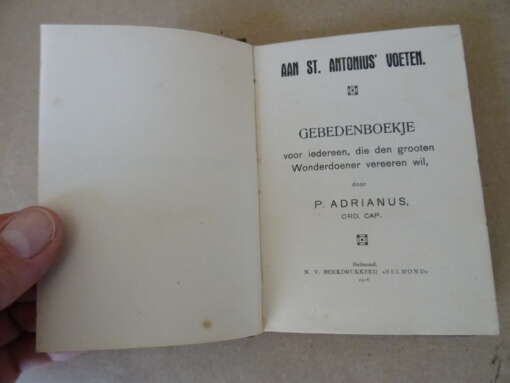 AAN ST. ANTONIUS' VOETEN.
GEBEDENBOEKJE
voor iedereen, die den grooten
Wonderdoener vereeren wil,
door
P. ADRIANUS,
ORD. CAP.
Helmond,
N. V. BOEKDRUKKERIJ «HELMOND»